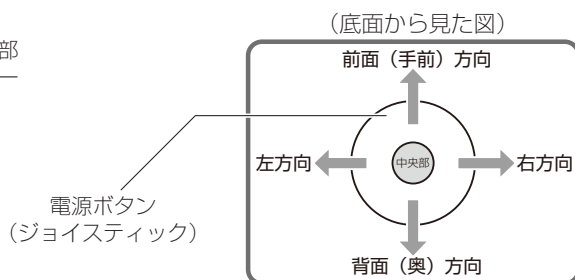 （底面から見た図）
部
前面（手前）方向
左方向
中央部
右方向
電源ボタン
（ジョイスティック）
背面（奥）方向